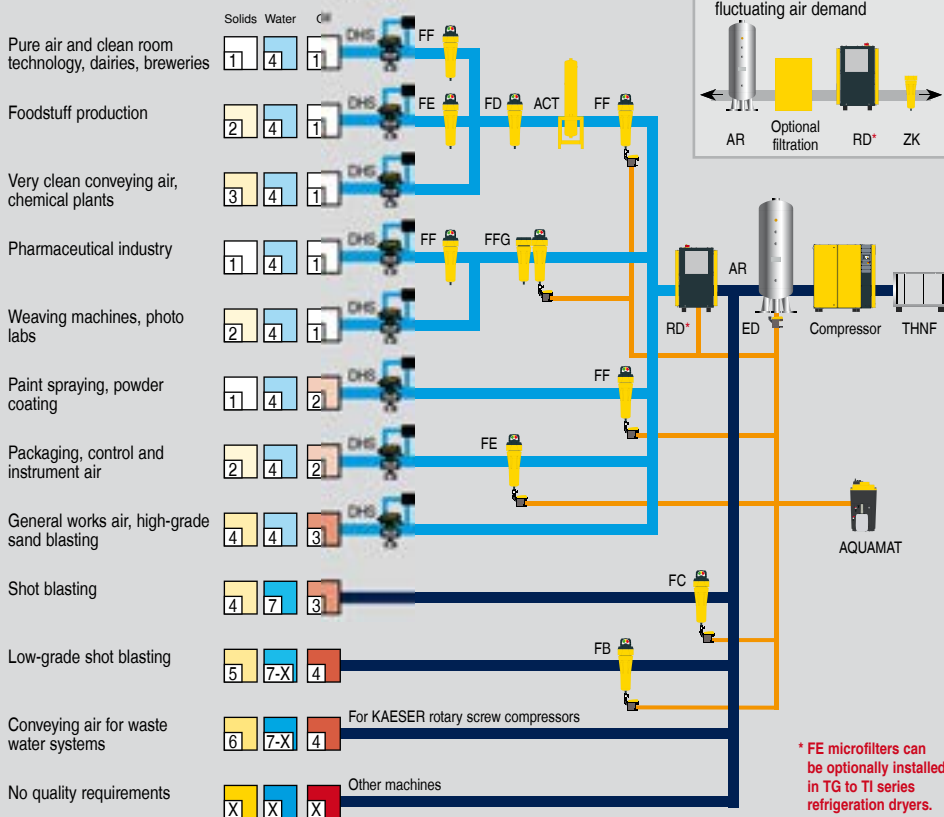 fluctuating air demand
AR
Optional
filtration
RD*
ZK
Solids Water
Pure air and clean room
technology, dairies, breweries
1 4 1
DHS
FF
Foodstuff production
2 4 1
DHS
FE
FD
ACT
FF
Very clean conveying air,
chemical plants
3 4 1
DHS
Pharmaceutical industry
1 4 1
DHS
FF
FFG
Weaving machines, photo
labs
2 4 1
DHS
RD*
AR
ED
Compressor
THNF
Paint spraying, powder
coating
1 4 2
DHS
FF
Packaging, control and
instrument air
2 4 2
DHS
FE
General works air, high-grade
sand blasting
4 4 3
DHS
AQUAMAT
Shot blasting
4 7 3
FC
Low-grade shot blasting
5 7-X 4
FB
Conveying air for waste
water systems
6 7-X 4
For KAESER rotary screw compressors
No quality requirements
X X X
Other machines
* FE microfilters can
be optionally installed
in TG to TI series
refrigeration dryers.